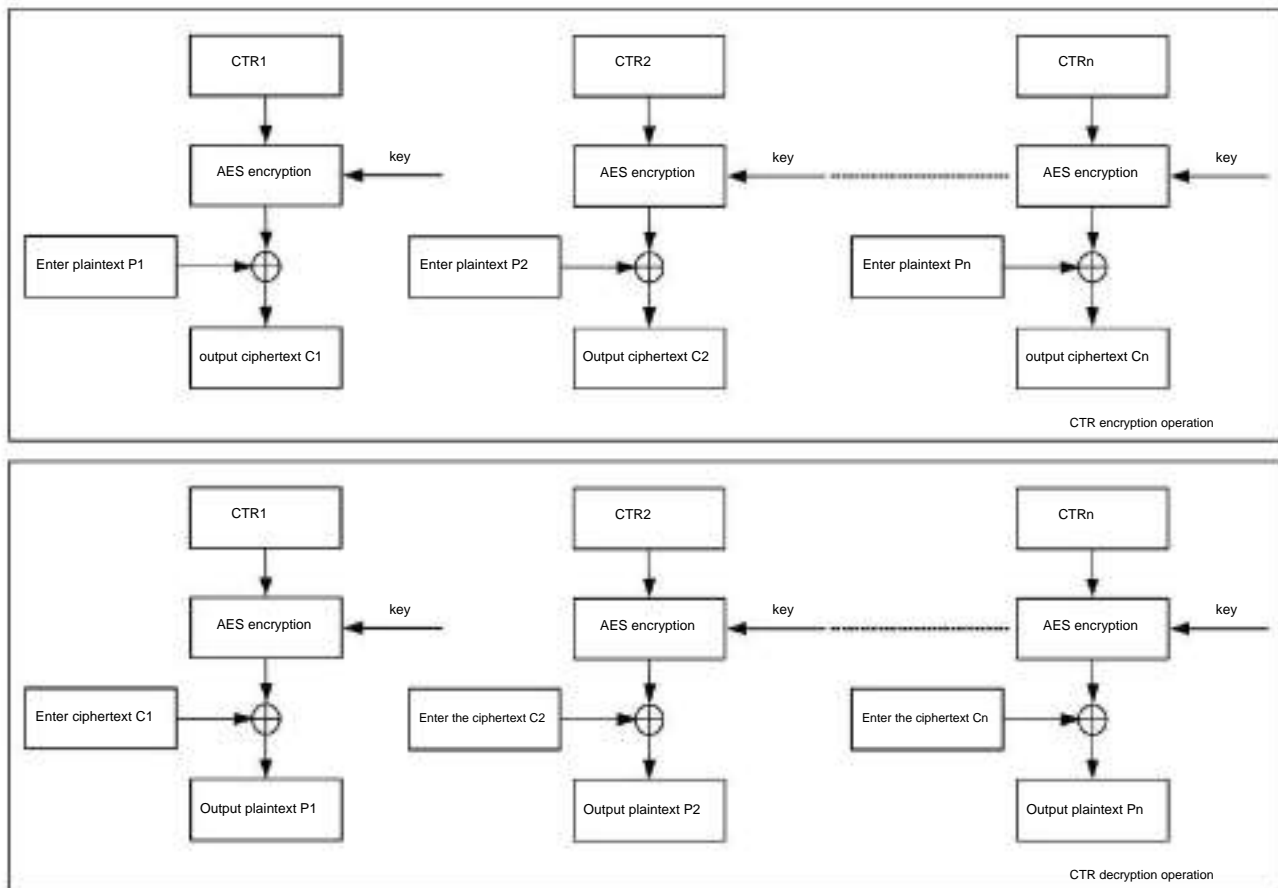 CTR1
CTR2
CTRn
AES encryption
key
AES encryption
key
AES encryption
key
Enter plaintext P1
Enter plaintext P2
Enter plaintext Pn
output ciphertext C1
Output ciphertext C2
output ciphertext Cn
CTR encryption operation
CTR1
CTR2
CTRn
AES encryption
key
AES encryption
key
AES encryption
key
Enter ciphertext C1
Enter the ciphertext C2
Enter the ciphertext Cn
Output plaintext P1
Output plaintext P2
Output plaintext Pn
CTR decryption operation